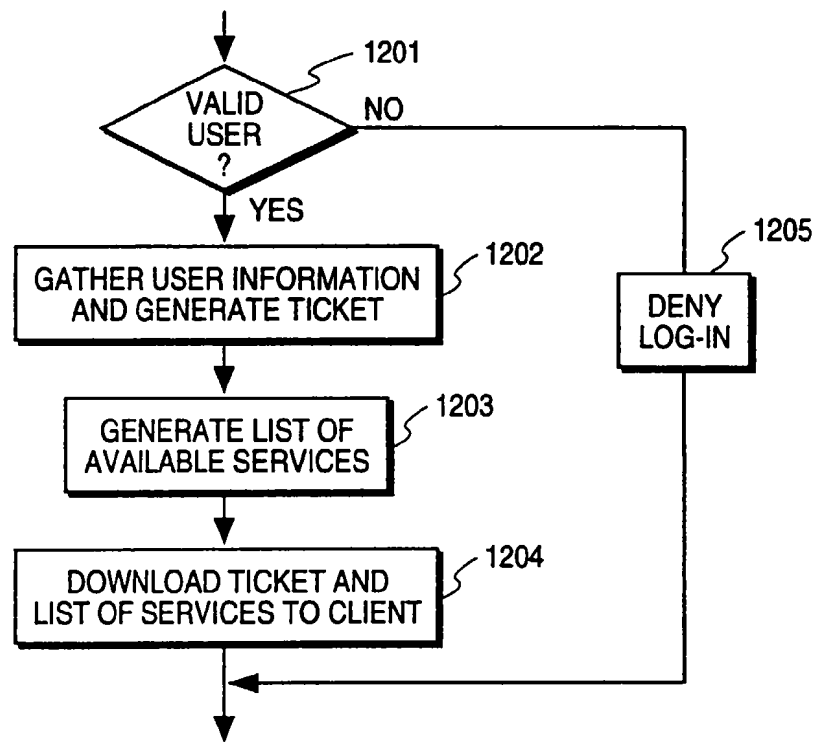 1201
VALID
USER
?
NO
YES
1202
GATHER USER INFORMATION
AND GENERATE TICKET
1205
DENY
LOG-IN
1203
GENERATE LIST OF
AVAILABLE SERVICES
1204
DOWNLOAD TICKET AND
LIST OF SERVICES TO CLIENT